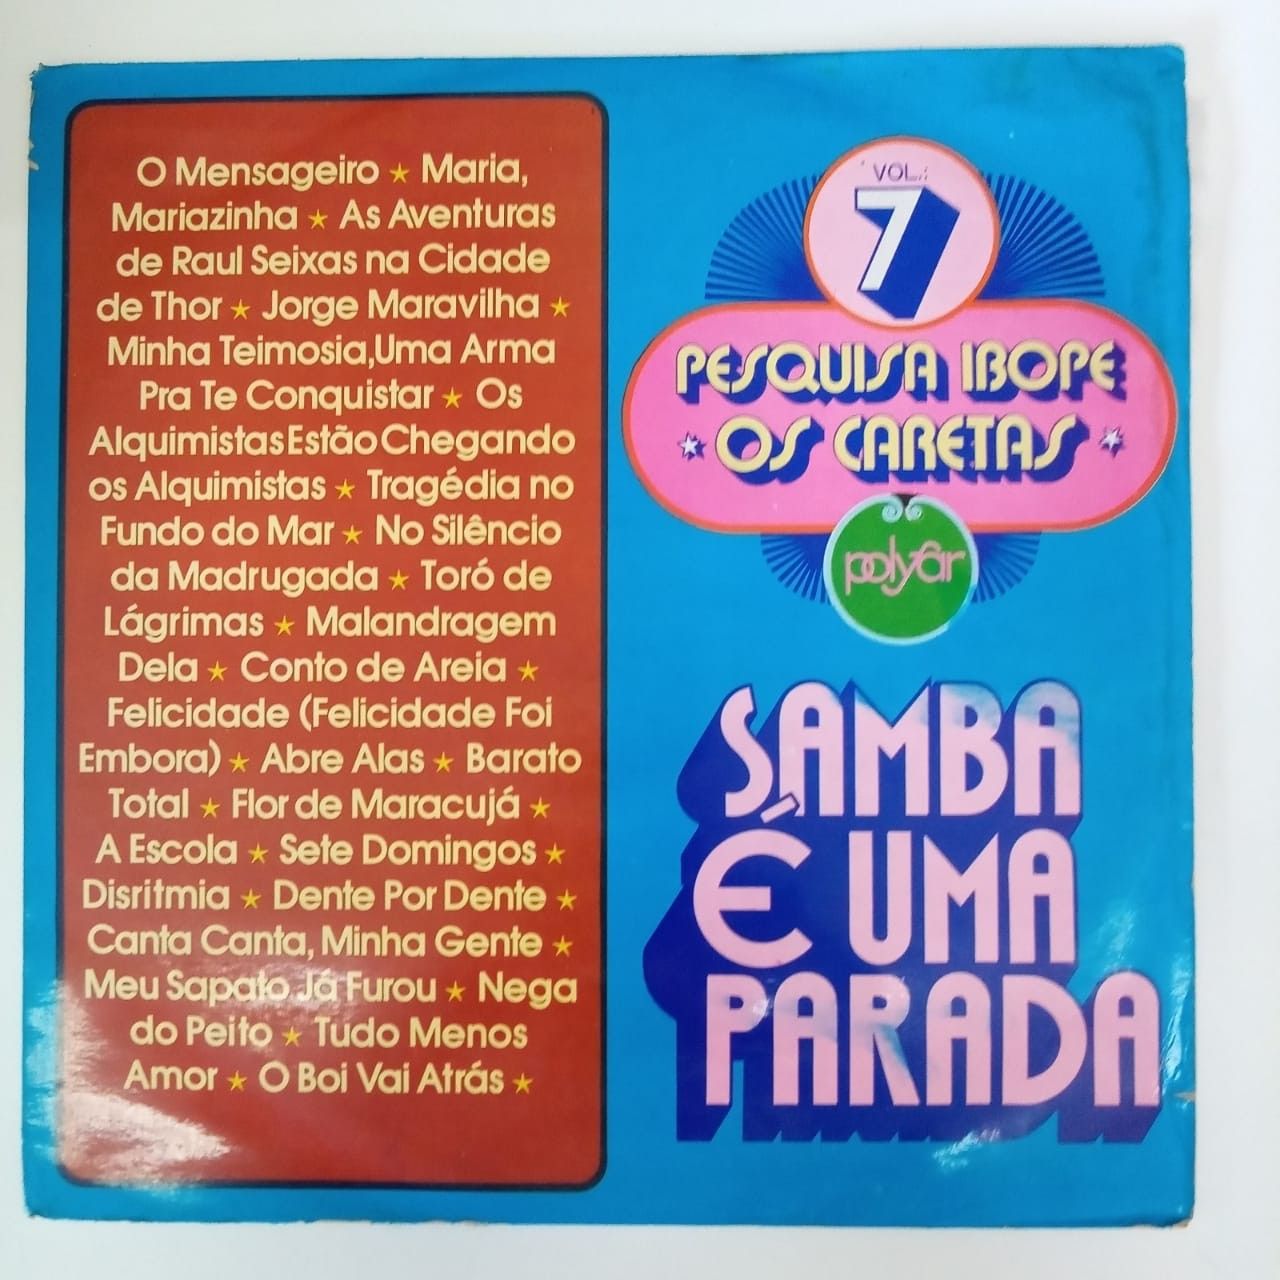 O Mensageiro ★ Maria,
Mariazinha ★ As Aventuras
de Raul Seixas na Cidade
de Thor ★ Jorge Maravilha ★
Minha Teimosia,Uma Arma
Pra Te Conquistar ★ Os
Alquimistas Estão Chegando
os Alquimistas ★ Tragédia no
Fundo do Mar ★ No Silêncio
da Madrugada ★ Toró de
Lágrimas ★ Malandragem
Dela ★ Conto de Areia ★
Felicidade (Felicidade Foi
Embora) ★ Abre Alas ★ Barato
Total ★ Flor de Maracujá ★
A Escola ★ Sete Domingos ★
Disritmia ★ Dente Por Dente ★
Canta Canta, Minha Gente ★
Meu Sapato Já Furou ★ Nega
do Peito ★ Tudo Menos
Amor ★ O Boi Vai Atrás ★
VOL.:
7
PESQUISA IBOPE
★ OS CARETAS ★
polyfar
SAMBA
É UMA
PARADA